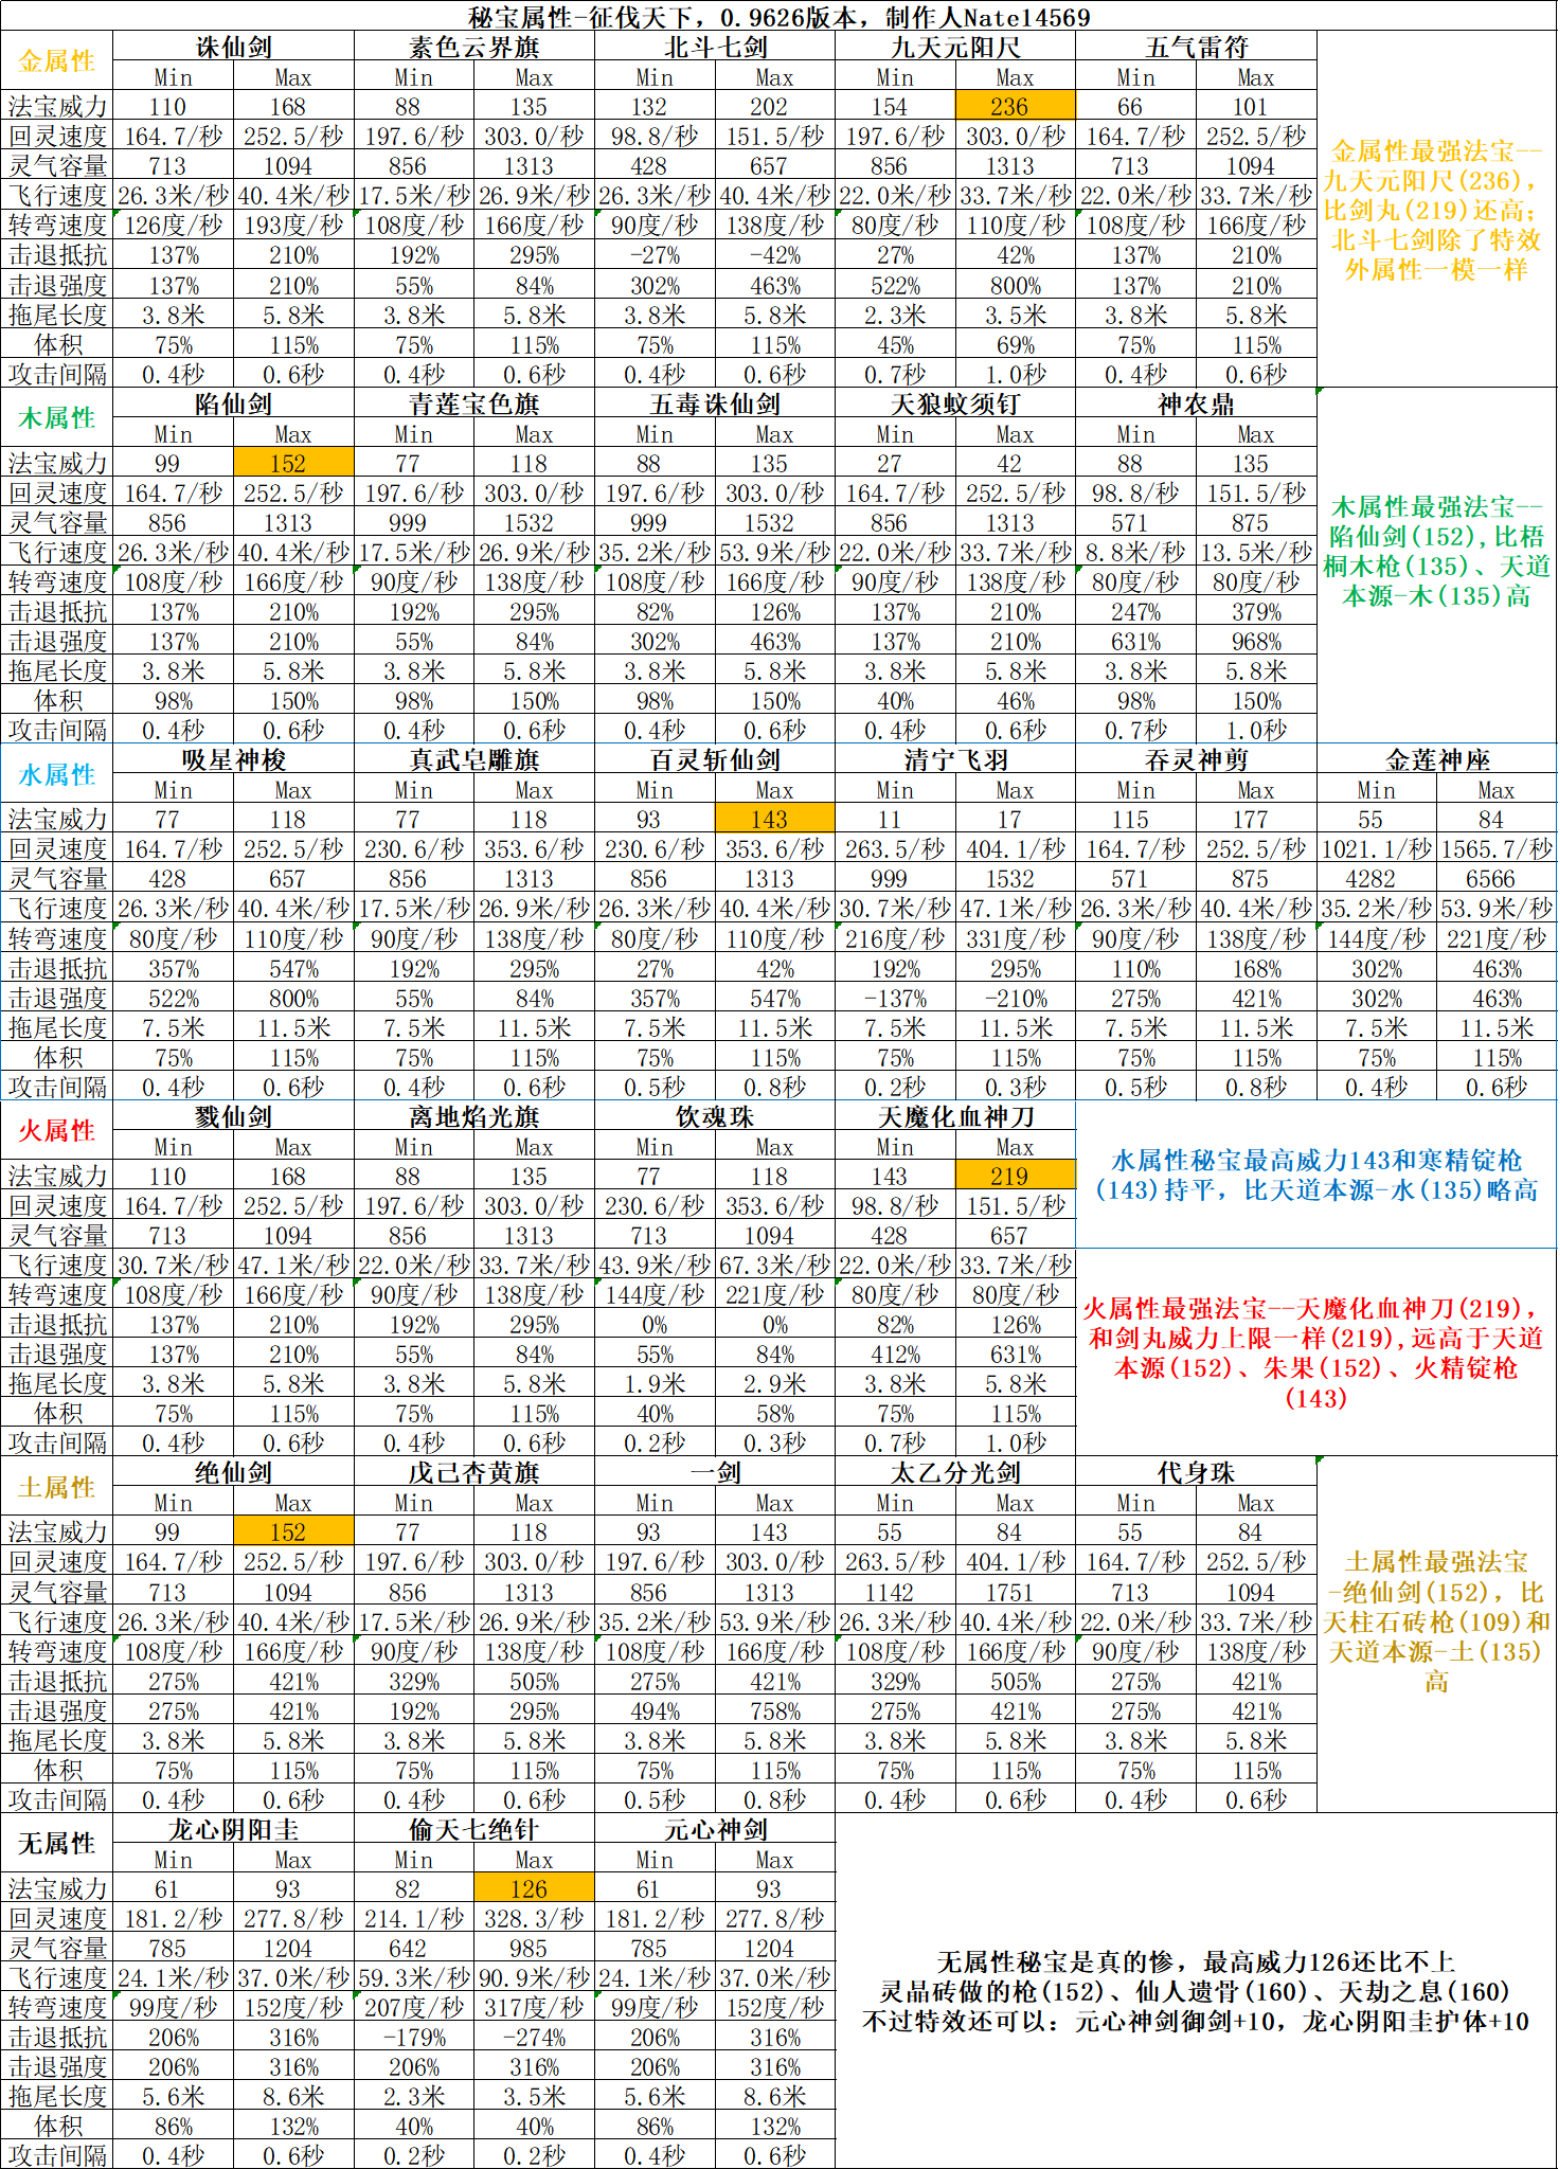 秘宝属性-征伐天下，0.9626版本，制作人Nate14569
金属性 诛仙剑 素色云界旗 北斗七剑 九天元阳尺 五气雷符
Min Max Min Max Min Max Min Max Min Max
法宝威力 110 168 88 135 132 202 154 236 66 101
回灵速度 164.7/秒 252.5/秒 197.6/秒 303.0/秒 98.8/秒 151.5/秒 197.6/秒 303.0/秒 164.7/秒 252.5/秒
灵气容量 713 1094 856 1313 428 657 856 1313 713 1094
飞行速度 26.3米/秒 40.4米/秒 17.5米/秒 26.9米/秒 26.3米/秒 40.4米/秒 22.0米/秒 33.7米/秒 22.0米/秒 33.7米/秒
转弯速度 126度/秒 193度/秒 108度/秒 166度/秒 90度/秒 138度/秒 80度/秒 110度/秒 108度/秒 166度/秒
击退抵抗 137% 210% 192% 295% -27% -42% 27% 42% 137% 210%
击退强度 137% 210% 55% 84% 302% 463% 522% 800% 137% 210%
拖尾长度 3.8米 5.8米 3.8米 5.8米 3.8米 5.8米 2.3米 3.5米 3.8米 5.8米
体积 75% 115% 75% 115% 75% 115% 45% 69% 75% 115%
攻击间隔 0.4秒 0.6秒 0.4秒 0.6秒 0.4秒 0.6秒 0.7秒 1.0秒 0.4秒 0.6秒
金属性最强法宝--
九天元阳尺(236)，
比剑丸(219)还高；
北斗七剑除了特效
外属性一模一样
木属性 陷仙剑 青莲宝色旗 五毒诛仙剑 天狼蚊须钉 神农鼎
Min Max Min Max Min Max Min Max Min Max
法宝威力 99 152 77 118 88 135 27 42 88 135
回灵速度 164.7/秒 252.5/秒 197.6/秒 303.0/秒 197.6/秒 303.0/秒 164.7/秒 252.5/秒 98.8/秒 151.5/秒
灵气容量 856 1313 999 1532 999 1532 856 1313 571 875
飞行速度 26.3米/秒 40.4米/秒 17.5米/秒 26.9米/秒 35.2米/秒 53.9米/秒 22.0米/秒 33.7米/秒 8.8米/秒 13.5米/秒
转弯速度 108度/秒 166度/秒 90度/秒 138度/秒 108度/秒 166度/秒 90度/秒 138度/秒 80度/秒 80度/秒
击退抵抗 137% 210% 192% 295% 82% 126% 137% 210% 247% 379%
击退强度 137% 210% 55% 84% 302% 463% 137% 210% 631% 968%
拖尾长度 3.8米 5.8米 3.8米 5.8米 3.8米 5.8米 3.8米 5.8米 3.8米 5.8米
体积 98% 150% 98% 150% 98% 150% 40% 46% 98% 150%
攻击间隔 0.4秒 0.6秒 0.4秒 0.6秒 0.4秒 0.6秒 0.4秒 0.6秒 0.7秒 1.0秒
木属性最强法宝--
陷仙剑(152),比梧
桐木枪(135)、天道
本源-木(135)高
水属性 吸星神梭 真武皂雕旗 百灵斩仙剑 清宁飞羽 吞灵神剪 金莲神座
Min Max Min Max Min Max Min Max Min Max Min Max
法宝威力 77 118 77 118 93 143 11 17 115 177 55 84
回灵速度 164.7/秒 252.5/秒 230.6/秒 353.6/秒 230.6/秒 353.6/秒 263.5/秒 404.1/秒 164.7/秒 252.5/秒 1021.1/秒 1565.7/秒
灵气容量 428 657 856 1313 856 1313 999 1532 571 875 4282 6566
飞行速度 26.3米/秒 40.4米/秒 17.5米/秒 26.9米/秒 26.3米/秒 40.4米/秒 30.7米/秒 47.1米/秒 26.3米/秒 40.4米/秒 35.2米/秒 53.9米/秒
转弯速度 80度/秒 110度/秒 90度/秒 138度/秒 80度/秒 110度/秒 216度/秒 331度/秒 90度/秒 138度/秒 144度/秒 221度/秒
击退抵抗 357% 547% 192% 295% 27% 42% 192% 295% 110% 168% 302% 463%
击退强度 522% 800% 55% 84% 357% 547% -137% -210% 275% 421% 302% 463%
拖尾长度 7.5米 11.5米 7.5米 11.5米 7.5米 11.5米 7.5米 11.5米 7.5米 11.5米 7.5米 11.5米
体积 75% 115% 75% 115% 75% 115% 75% 115% 75% 115% 75% 115%
攻击间隔 0.4秒 0.6秒 0.4秒 0.6秒 0.5秒 0.8秒 0.2秒 0.3秒 0.5秒 0.8秒 0.4秒 0.6秒
火属性 戮仙剑 离地焰光旗 饮魂珠 天魔化血神刀
Min Max Min Max Min Max Min Max
法宝威力 110 168 88 135 77 118 143 219
回灵速度 164.7/秒 252.5/秒 197.6/秒 303.0/秒 230.6/秒 353.6/秒 98.8/秒 151.5/秒
灵气容量 713 1094 856 1313 713 1094 428 657
飞行速度 30.7米/秒 47.1米/秒 22.0米/秒 33.7米/秒 43.9米/秒 67.3米/秒 22.0米/秒 33.7米/秒
转弯速度 108度/秒 166度/秒 90度/秒 138度/秒 144度/秒 221度/秒 80度/秒 80度/秒
击退抵抗 137% 210% 192% 295% 0% 0% 82% 126%
击退强度 137% 210% 55% 84% 55% 84% 412% 631%
拖尾长度 3.8米 5.8米 3.8米 5.8米 1.9米 2.9米 3.8米 5.8米
体积 75% 115% 75% 115% 40% 58% 75% 115%
攻击间隔 0.4秒 0.6秒 0.4秒 0.6秒 0.2秒 0.3秒 0.7秒 1.0秒
水属性秘宝最高威力143和寒精锭枪
(143)持平，比天道本源-水(135)略高
火属性最强法宝--天魔化血神刀(219)，
和剑丸威力上限一样(219),远高于天道
本源(152)、朱果(152)、火精锭枪
(143)
土属性 绝仙剑 戊己杏黄旗 一剑 太乙分光剑 代身珠
Min Max Min Max Min Max Min Max Min Max
法宝威力 99 152 77 118 93 143 55 84 55 84
回灵速度 164.7/秒 252.5/秒 197.6/秒 303.0/秒 197.6/秒 303.0/秒 263.5/秒 404.1/秒 164.7/秒 252.5/秒
灵气容量 713 1094 856 1313 856 1313 1142 1751 713 1094
飞行速度 26.3米/秒 40.4米/秒 17.5米/秒 26.9米/秒 35.2米/秒 53.9米/秒 26.3米/秒 40.4米/秒 22.0米/秒 33.7米/秒
转弯速度 108度/秒 166度/秒 90度/秒 138度/秒 108度/秒 166度/秒 108度/秒 166度/秒 90度/秒 138度/秒
击退抵抗 275% 421% 329% 505% 275% 421% 329% 505% 275% 421%
击退强度 275% 421% 192% 295% 494% 758% 275% 421% 275% 421%
拖尾长度 3.8米 5.8米 3.8米 5.8米 3.8米 5.8米 3.8米 5.8米 3.8米 5.8米
体积 75% 115% 75% 115% 75% 115% 75% 115% 75% 115%
攻击间隔 0.4秒 0.6秒 0.4秒 0.6秒 0.5秒 0.8秒 0.4秒 0.6秒 0.4秒 0.6秒
土属性最强法宝
-绝仙剑(152)，比
天柱石砖枪(109)和
天道本源-土(135)
高
无属性 龙心阴阳圭 偷天七绝针 元心神剑
Min Max Min Max Min Max
法宝威力 61 93 82 126 61 93
回灵速度 181.2/秒 277.8/秒 214.1/秒 328.3/秒 181.2/秒 277.8/秒
灵气容量 785 1204 642 985 785 1204
飞行速度 24.1米/秒 37.0米/秒 59.3米/秒 90.9米/秒 24.1米/秒 37.0米/秒
转弯速度 99度/秒 152度/秒 207度/秒 317度/秒 99度/秒 152度/秒
击退抵抗 206% 316% -179% -274% 206% 316%
击退强度 206% 316% 206% 316% 206% 316%
拖尾长度 5.6米 8.6米 2.3米 3.5米 5.6米 8.6米
体积 86% 132% 40% 40% 86% 132%
攻击间隔 0.4秒 0.6秒 0.2秒 0.2秒 0.4秒 0.6秒
无属性秘宝是真的惨，最高威力126还比不上
灵晶砖做的枪(152)、仙人遗骨(160)、天劫之息(160)
不过特效还可以：元心神剑御剑+10，龙心阴阳圭护体+10